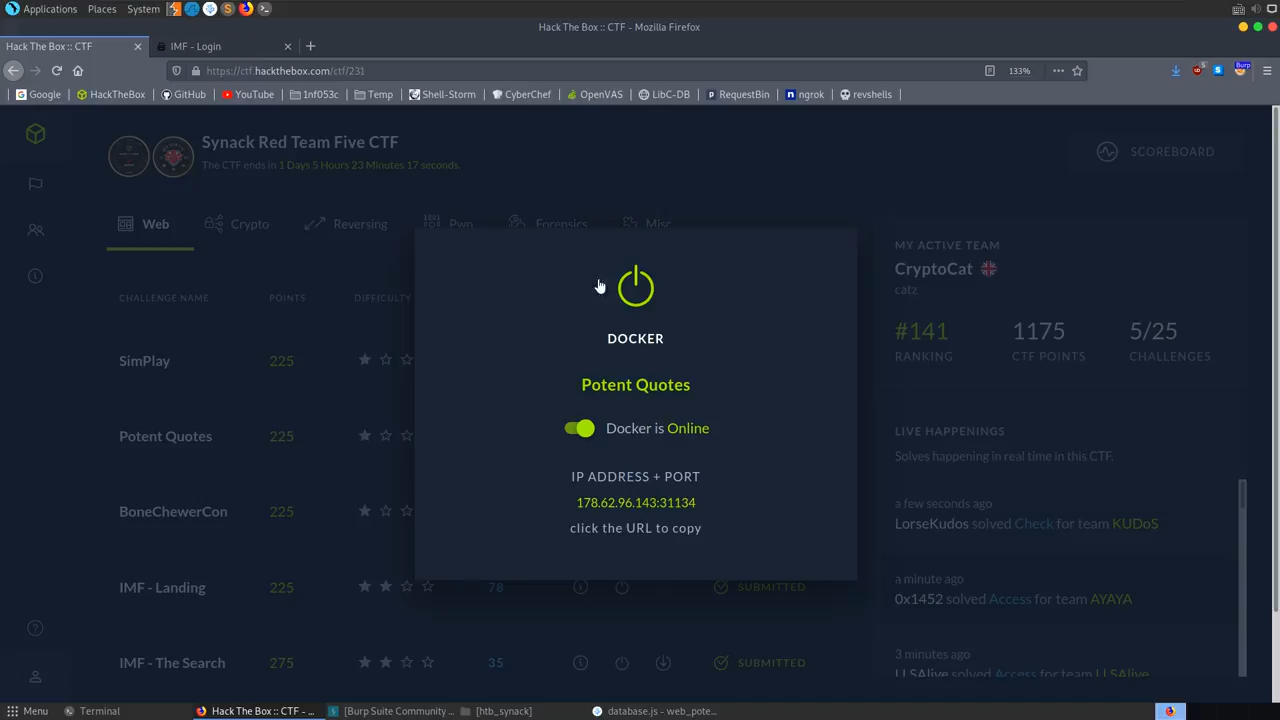 Applications Places System
Hack The Box :: CTF - Mozilla Firefox
Hack The Box :: CTF IMF - Login
https://ctf.hackthebox.com/ctf/231 133%
Google HackTheBox GitHub YouTube 1nf053c Temp Shell-Storm CyberChef OpenVAS LibC-DB RequestBin ngrok revshells
Synack Red Team Five CTF
The CTF ends in 1 Days 5 Hours 23 Minutes 17 seconds.
SCOREBOARD
Web Crypto Reversing Pwn Forensics Misc
CHALLENGE NAME POINTS DIFFICULTY
SimPlay 225
Potent Quotes 225
BoneChewerCon 225
IMF - Landing 225 78 SUBMITTED
IMF - The Search 275 35 SUBMITTED
DOCKER
Potent Quotes
Docker is Online
IP ADDRESS + PORT
178.62.96.143:31134
click the URL to copy
MY ACTIVE TEAM
CryptoCat
catz
#141 1175 5/25
RANKING CTF POINTS CHALLENGES
LIVE HAPPENINGS
Solves happening in real time in this CTF.
a few seconds ago
LorseKudos solved Check for team KUDoS
a minute ago
0x1452 solved Access for team AYAYA
3 minutes ago
LLSAlive solved Access for team LLSAlive
Menu Terminal Hack The Box :: CTF - ... [Burp Suite Community ... [htb_synack] database.js - web_pote...